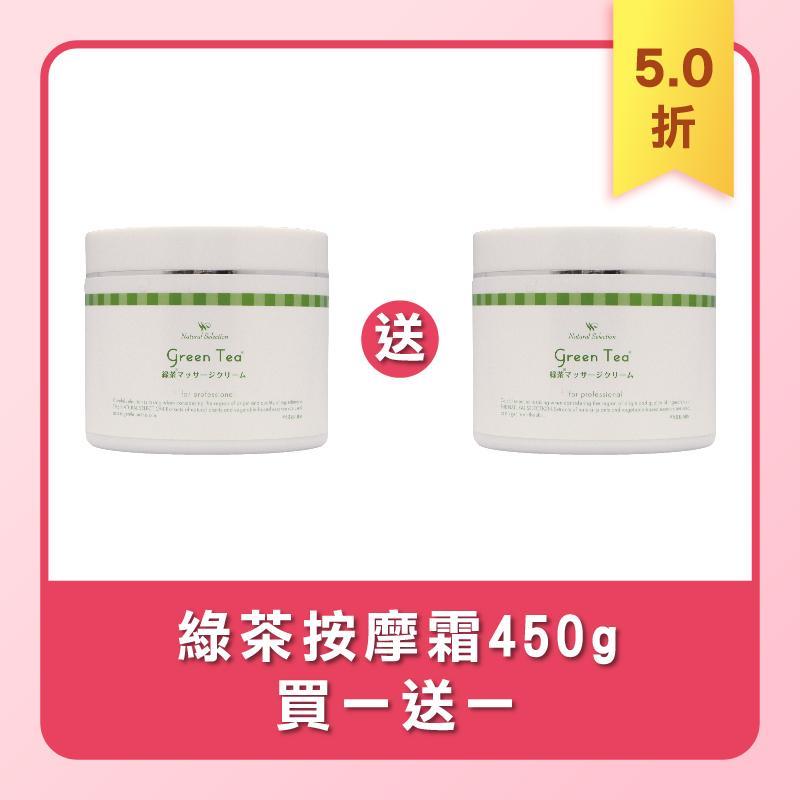 5.0
折
Natural Selection
Green Tea
綠茶マッサージクリーム
for professional
送
Natural Selection
Green Tea
綠茶マッサージクリーム
for professional
綠茶按摩霜450g
買一送一